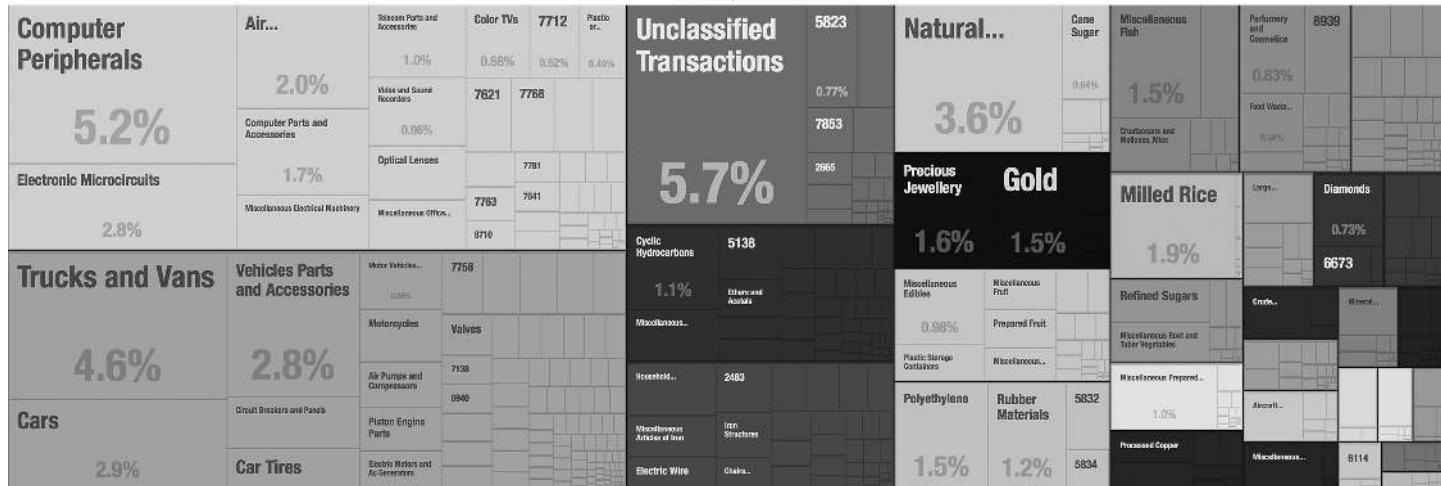 Computer
Peripherals
5.2%
Electronic Microcircuits
2.8%
Air...
2.0%
Computer Parts and
Accessories
1.7%
Miscellaneous Electrical Machinery
Telecom Parts and
Accessories
1.0%
Video and Sound
Recorders
0.96%
Optical Lenses
Miscellaneous Office...
Color TVs
0.86%
7712
0.52%
Plastic
or...
0.49%
7621
7768
7781
7763
7641
8710
Trucks and Vans
4.6%
Cars
2.9%
Vehicles Parts
and Accessories
2.8%
Circuit Breakers and Panels
Car Tires
Motor Vehicles...
Motorcycles
Air Pumps and
Compressors
Piston Engine
Parts
Electric Motors and
Ac Generators
7758
Valves
7138
Unclassified
Transactions
5.7%
5823
0.77%
7853
2665
Cyclic
Hydrocarbons
1.1%
Miscellaneous...
5138
Ethers and
Acetals
Household...
Miscellaneous
Articles of Iron
Electric Wire
2483
Iron
Structures
Chairs...
Natural...
3.6%
Cane
Sugar
0.64%
Precious
Jewellery
1.6%
Gold
1.5%
Miscellaneous
Edibles
0.98%
Plastic Storage
Containers
Miscellaneous
Fruit
Prepared Fruit
Miscellaneous...
Polyethylene
1.5%
Rubber
Materials
1.2%
5832
5834
Miscellaneous
Fish
1.5%
Crustaceans and
Molluscs, Alive
Perfumery
and
Cosmetics
0.83%
8939
Food Waste...
0.54%
Milled Rice
1.9%
Refined Sugars
Miscellaneous Root and
Tuber Vegetables
Miscellaneous Prepared...
1.0%
Processed Copper
Large...
Diamonds
0.73%
6673
Crude...
Mineral...
Aircraft...
Miscellaneous...
6114